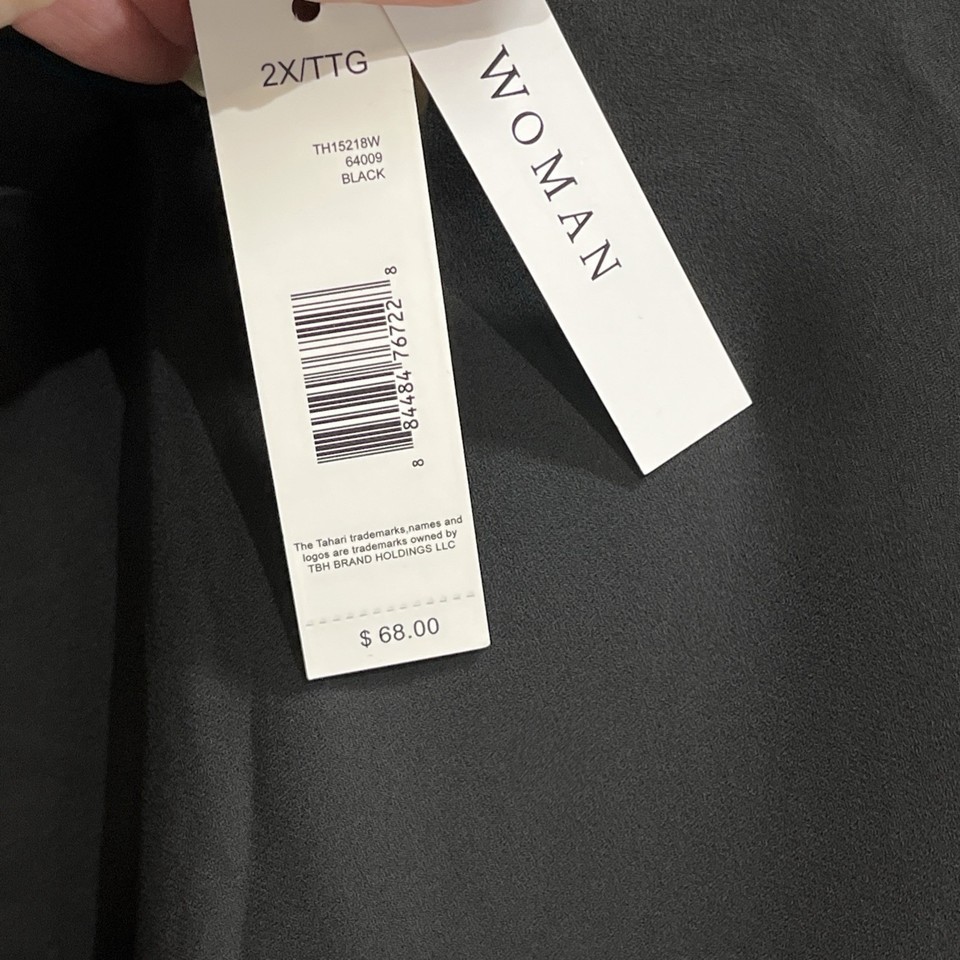 2X/TTG
TH15218W
64009
BLACK
8 84484 76722 8
The Tahari trademarks,names and
logos are trademarks owned by
TBH BRAND HOLDINGS LLC
$ 68.00
WOMAN